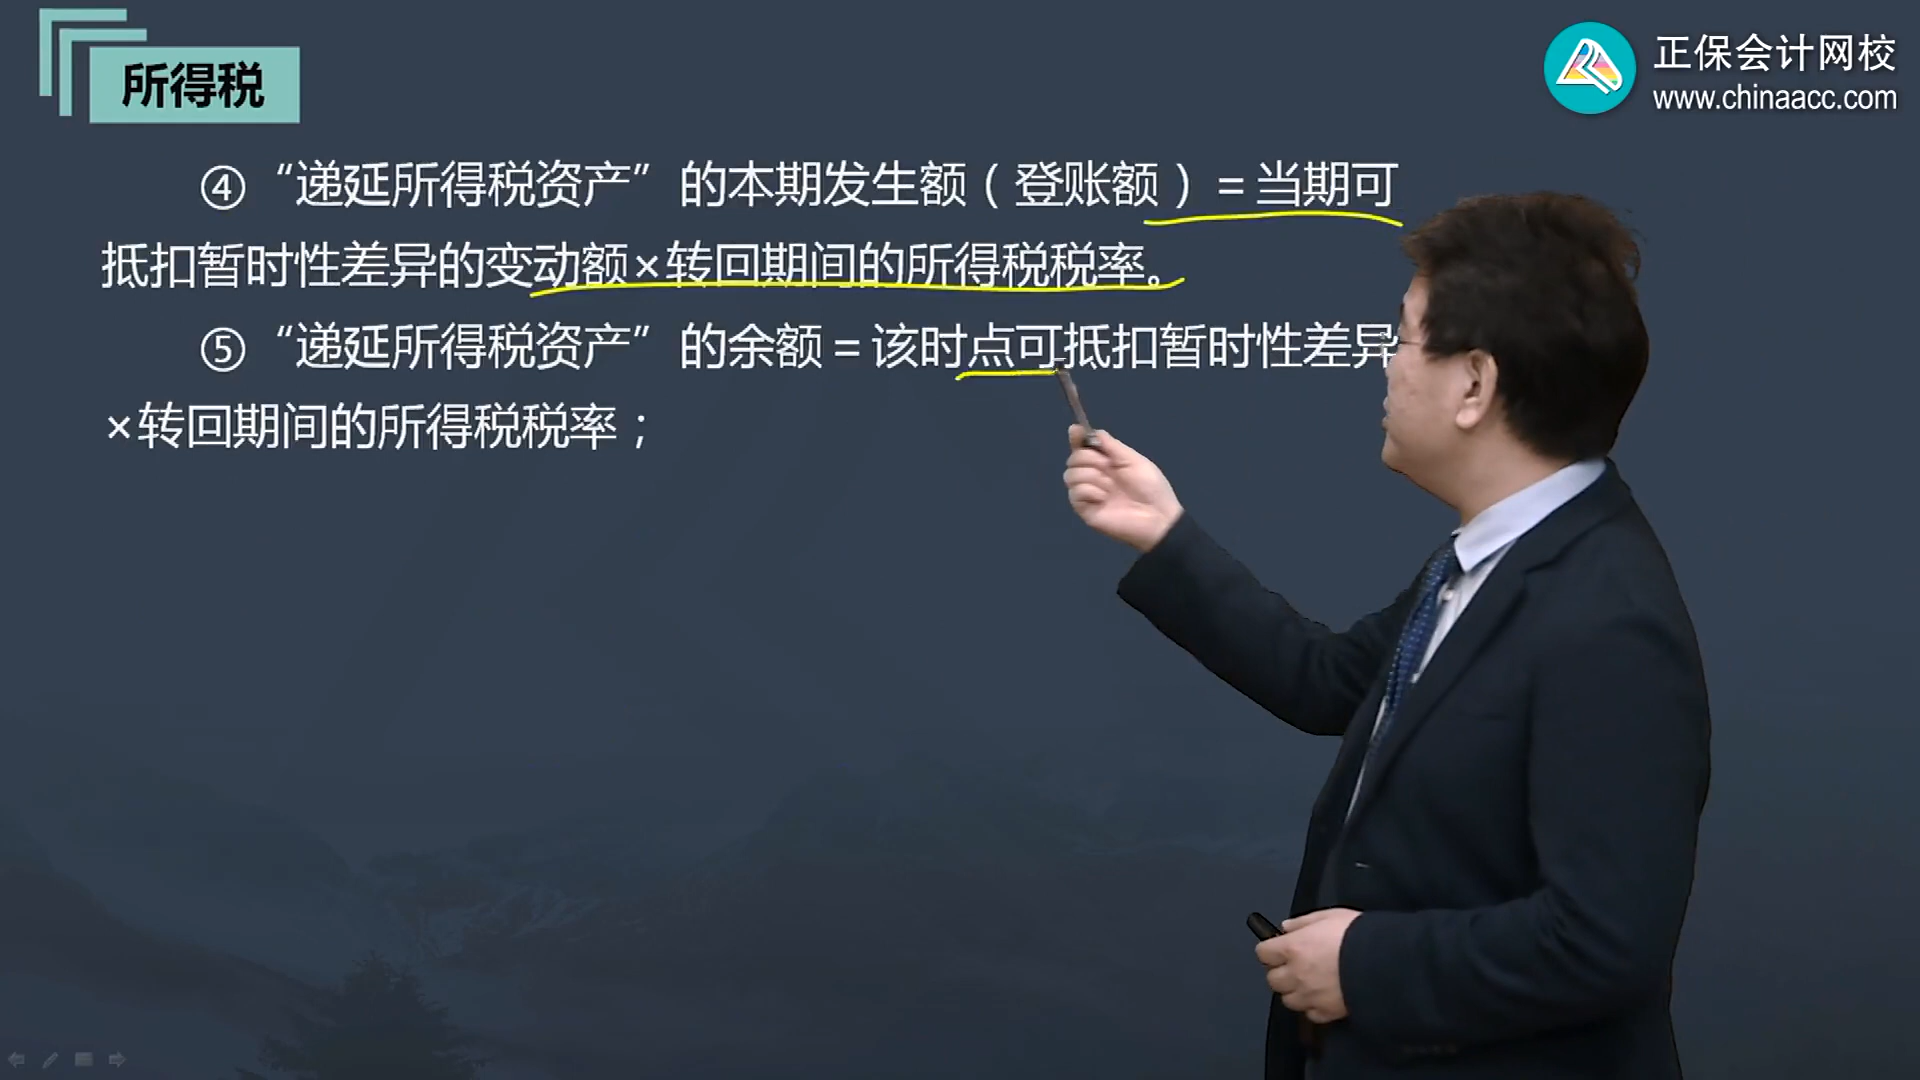 所得税
正保会计网校
www.chinaacc.com
④“递延所得税资产”的本期发生额（登账额）=当期可
抵扣暂时性差异的变动额×转回期间的所得税税率。
⑤“递延所得税资产”的余额=该时点可抵扣暂时性差异
×转回期间的所得税税率；